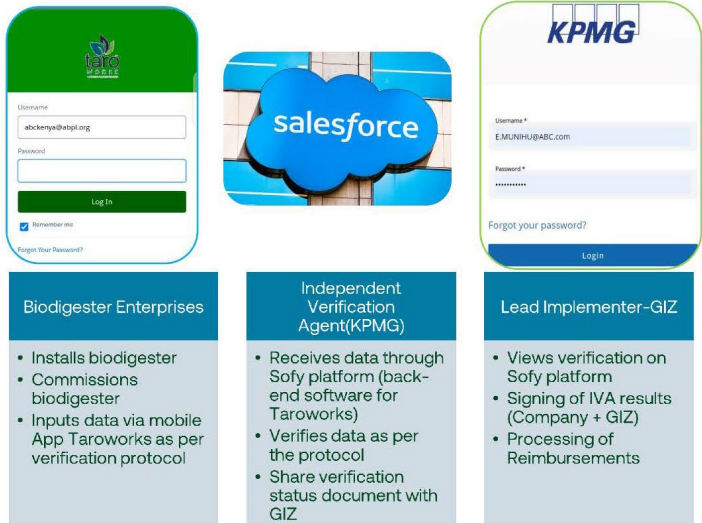 taro
WORKS
Username
abckenya@abpl.org
Password
Log In
Remember me
Forgot Your Password?
salesforce
KPMG
Username *
E.MUNIHU@ABC.com
Password *
•••••••••••
Forgot your password?
Login
Biodigester Enterprises
• Installs biodigester
• Commissions
biodigester
• Inputs data via mobile
App Taroworks as per
verification protocol
Independent
Verification
Agent(KPMG)
• Receives data through
Sofy platform (back-
end software for
Taroworks)
• Verifies data as per
the protocol
• Share verification
status document with
GIZ
Lead Implementer-GIZ
• Views verification on
Sofy platform
• Signing of IVA results
(Company + GIZ)
• Processing of
Reimbursements